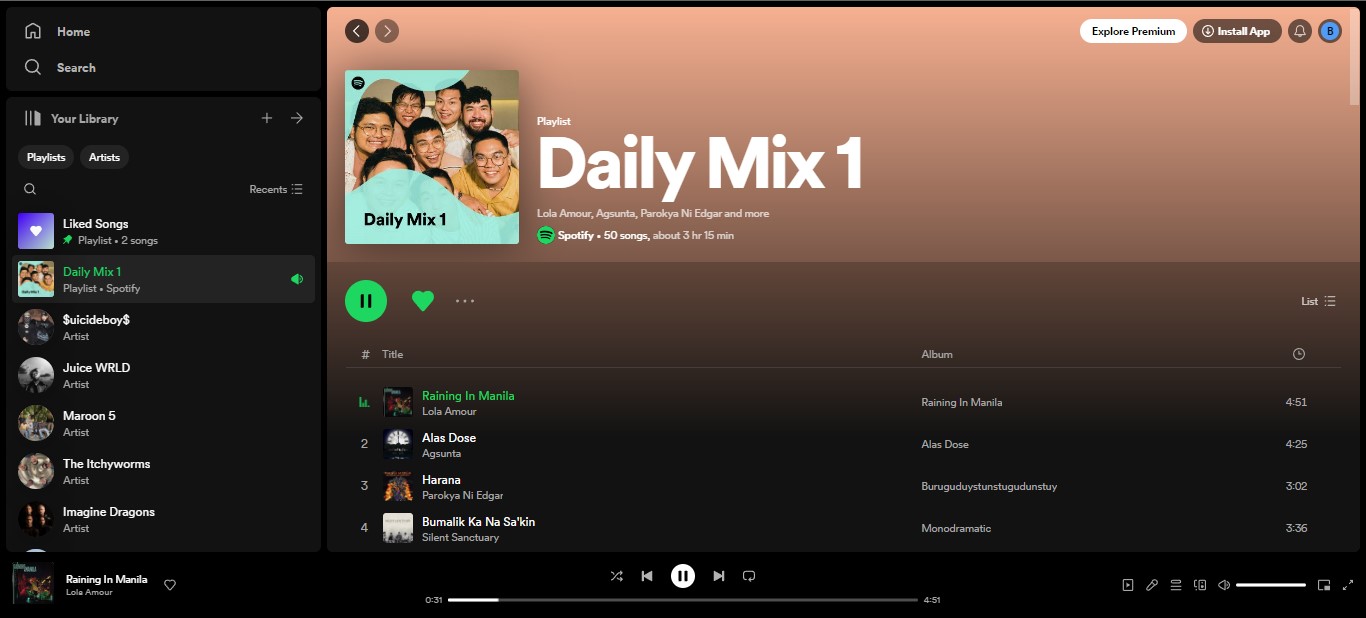 Home
Search
Your Library
Playlists
Artists
Recents
Liked Songs
Playlist • 2 songs
Daily Mix 1
Playlist • Spotify
$uicideboy$
Artist
Juice WRLD
Artist
Maroon 5
Artist
The Itchyworms
Artist
Imagine Dragons
Artist
Explore Premium
Install App
B
Daily Mix 1
Playlist
Daily Mix 1
Lola Amour, Agsunta, Parokya Ni Edgar and more
Spotify • 50 songs, about 3 hr 15 min
List
# Title Album
Raining In Manila
Lola Amour
Raining In Manila
4:51
2
Alas Dose
Agsunta
Alas Dose
4:25
3
Harana
Parokya Ni Edgar
Buruguduystunstugudunstuy
3:02
4
Bumalik Ka Na Sa'kin
Silent Sanctuary
Monodramatic
3:36
Raining In Manila
Lola Amour
0:31
4:51